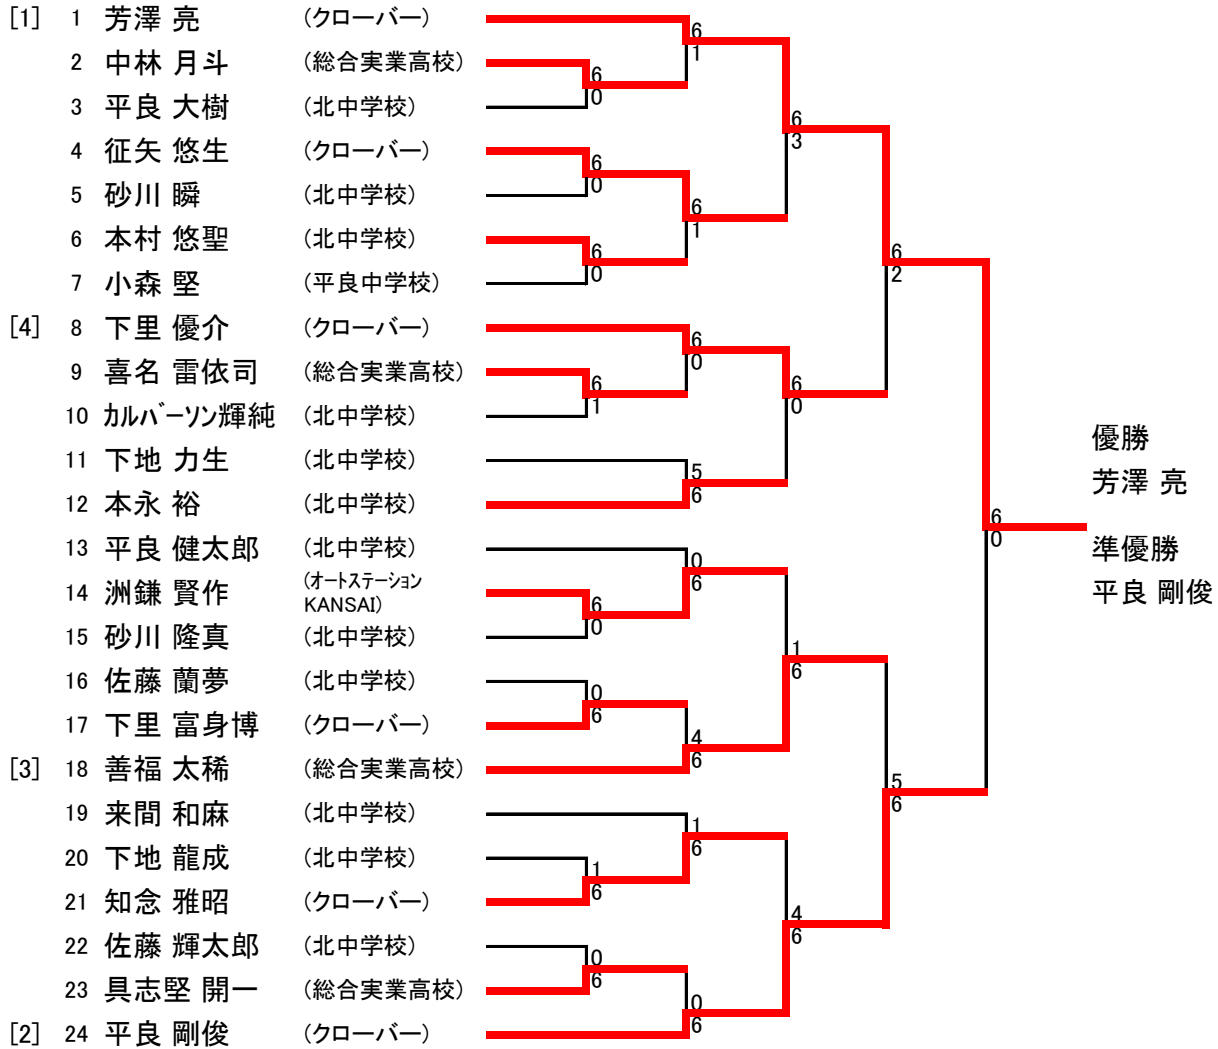 [1] 1 芳澤 亮 (クローバー)
2 中林 月斗 (総合実業高校)
3 平良 大樹 (北中学校)
4 征矢 悠生 (クローバー)
5 砂川 瞬 (北中学校)
6 本村 悠聖 (北中学校)
7 小森 堅 (平良中学校)
[4] 8 下里 優介 (クローバー)
9 喜名 雷依司 (総合実業高校)
10 カルバーソン輝純 (北中学校)
11 下地 力生 (北中学校)
12 本永 裕 (北中学校)
13 平良 健太郎 (北中学校)
14 洲鎌 賢作 (オートステーション
KANSAI)
15 砂川 隆真 (北中学校)
16 佐藤 蘭夢 (北中学校)
17 下里 富身博 (クローバー)
[3] 18 善福 太稀 (総合実業高校)
19 来間 和麻 (北中学校)
20 下地 龍成 (北中学校)
21 知念 雅昭 (クローバー)
22 佐藤 輝太郎 (北中学校)
23 具志堅 開一 (総合実業高校)
[2] 24 平良 剛俊 (クローバー)
6
0
6
0
6
0
6
1
6
0
0
6
1
6
0
6
6
1
6
1
6
0
5
6
0
6
4
6
1
6
0
6
6
3
6
0
1
6
4
6
6
2
5
6
6
0
優勝
芳澤 亮
準優勝
平良 剛俊